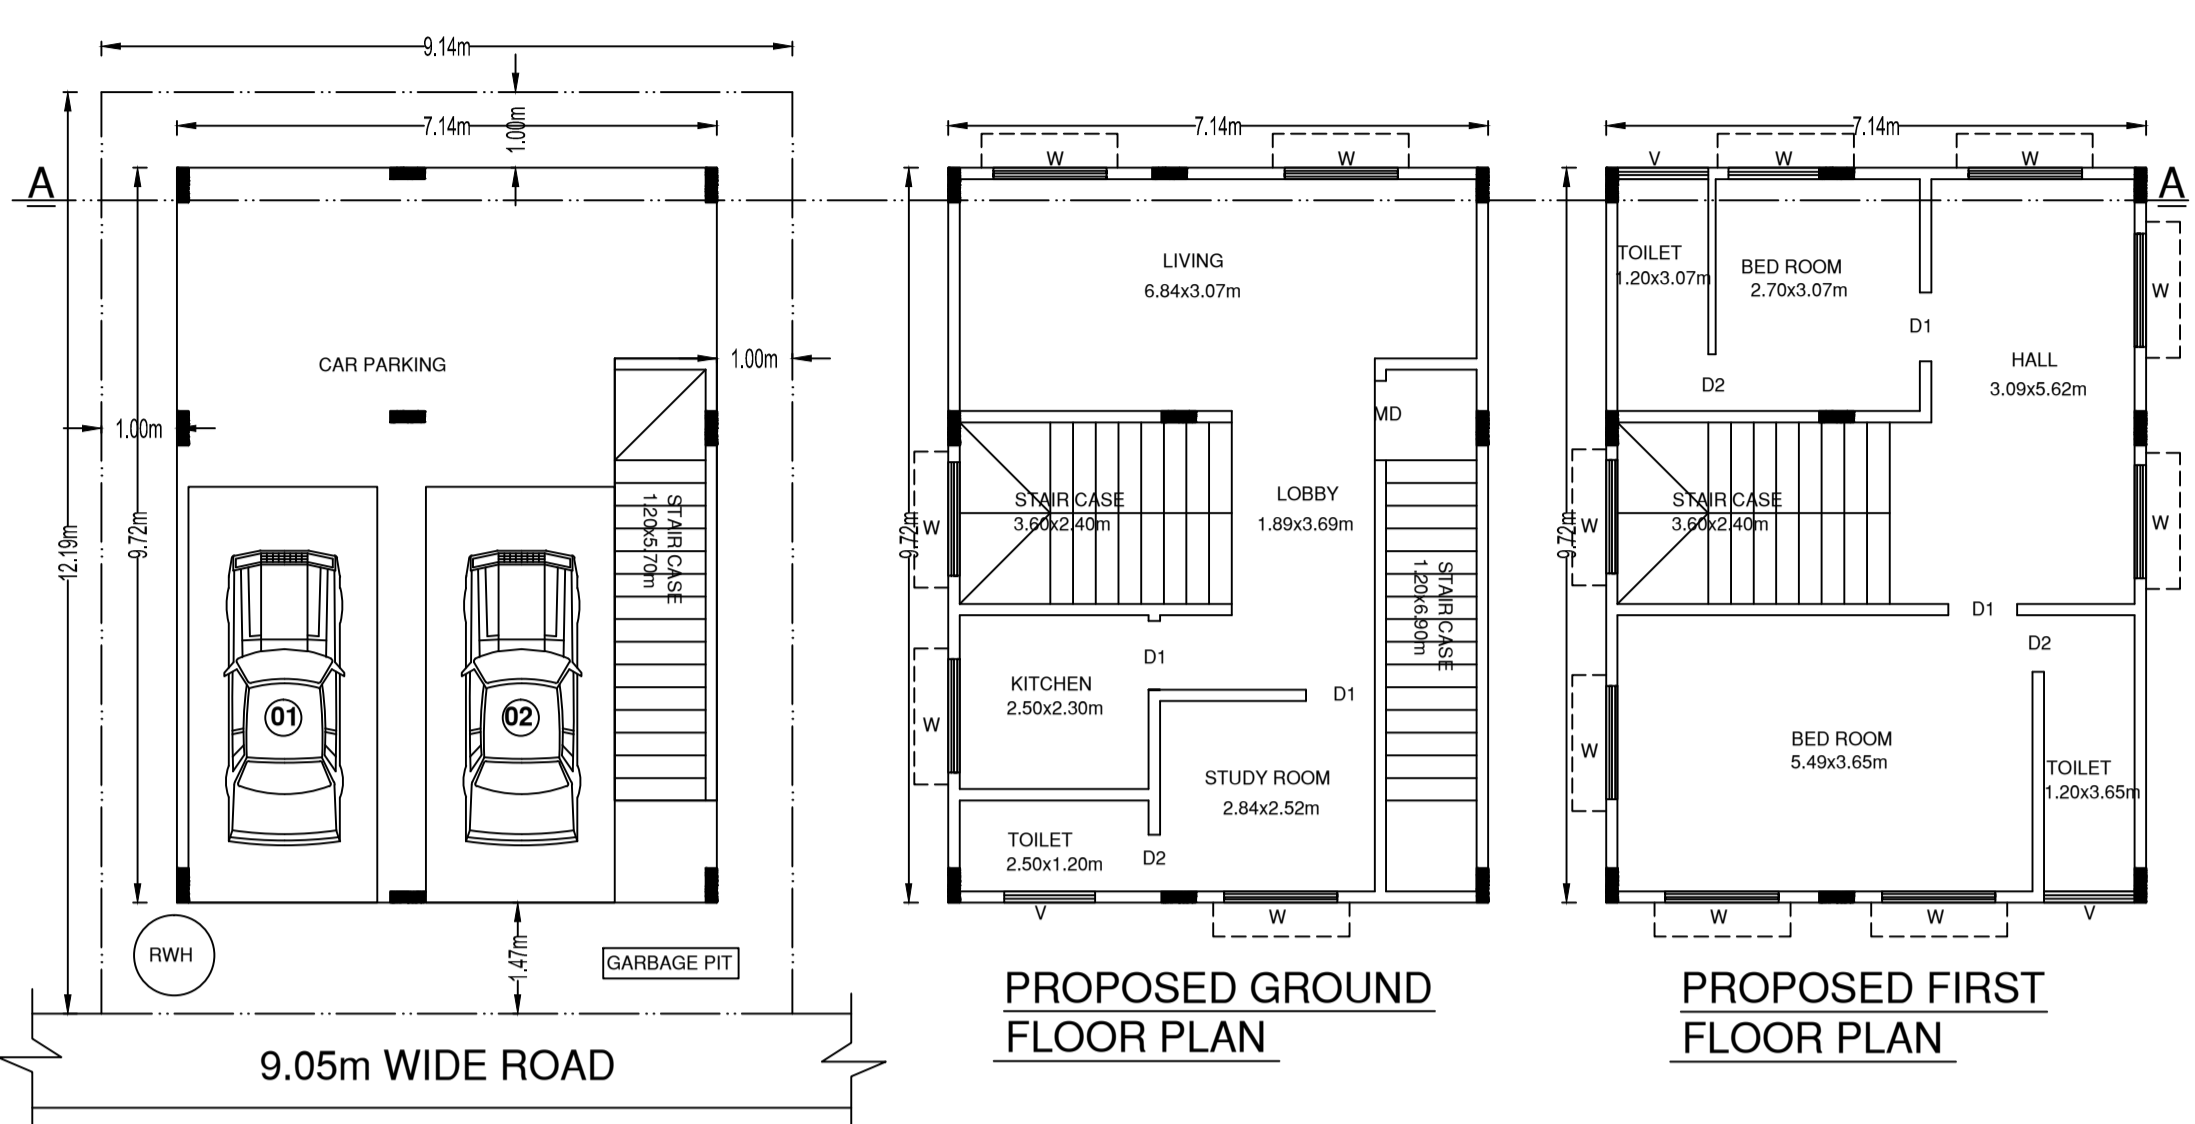 9.14m
7.14m
1.00m
A
12.19m
9.72m
CAR PARKING
1.00m
1.00m
STAIR CASE
1.20x5.70m
01
02
1.47m
RWH
GARBAGE PIT
9.05m WIDE ROAD
7.14m
W
W
LIVING
6.84x3.07m
MD
9.72m
W
STAIR CASE
3.60x2.40m
LOBBY
1.89x3.69m
STAIR CASE
1.20x6.90m
D1
KITCHEN
2.50x2.30m
W
D1
STUDY ROOM
2.84x2.52m
TOILET
2.50x1.20m
D2
V
W
PROPOSED GROUND
FLOOR PLAN
7.14m
V
W
W
A
TOILET
1.20x3.07m
BED ROOM
2.70x3.07m
W
D1
HALL
3.09x5.62m
D2
9.72m
W
STAIR CASE
3.60x2.40m
W
D1
D2
W
BED ROOM
5.49x3.65m
TOILET
1.20x3.65m
W
W
V
PROPOSED FIRST
FLOOR PLAN